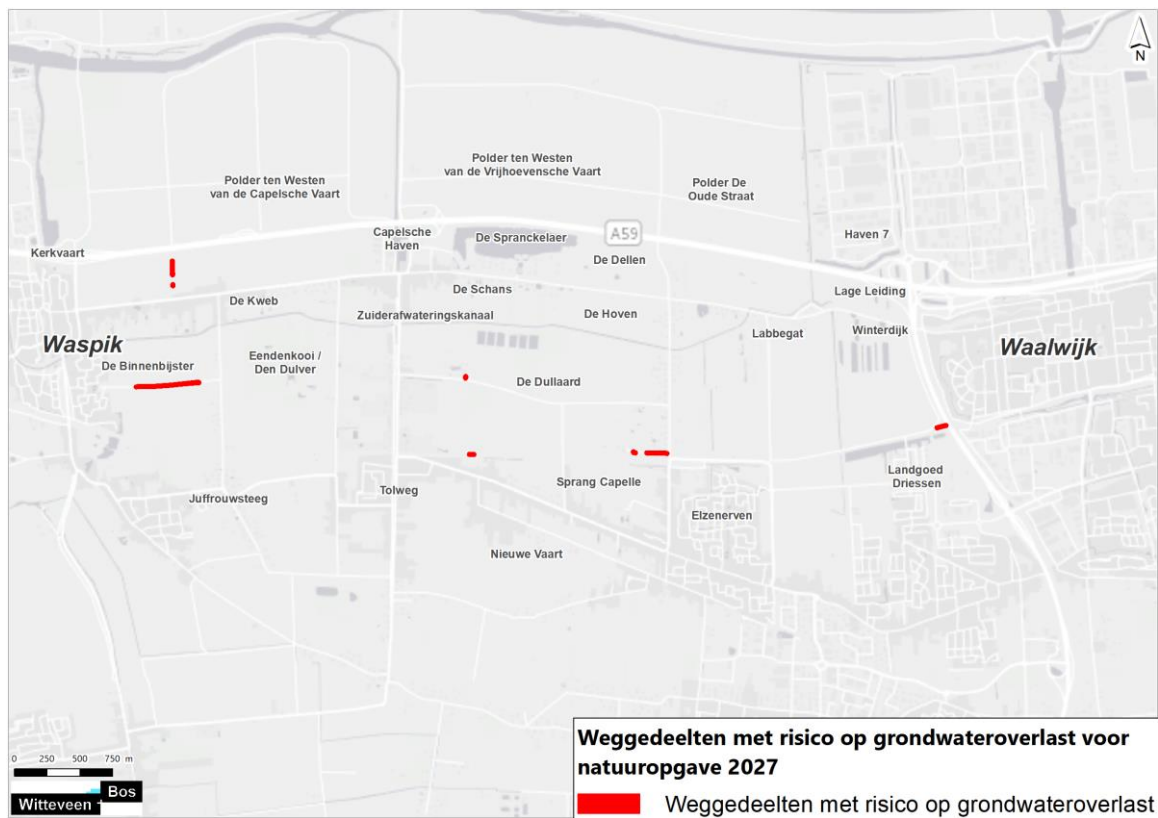 N
Polder ten Westen
van de Vrijhoevensche Vaart
Polder ten Westen
van de Capelsche Vaart
Polder De
Oude Straat
Capelsche
Haven
De Spranckelaer
A59
Haven 7
Kerkvaart
De Dellen
De Kweb
De Schans
Lage Leiding
Zuiderafwateringskanaal
De Hoven
Labbegat
Winterdijk
Waspik
Waalwijk
De Binnenbijster
Eendenkooi /
Den Dulver
De Dullaard
Juffrouwsteeg
Tolweg
Sprang Capelle
Landgoed
Driessen
Elzenerven
Nieuwe Vaart
0 250 500 750 m
Witteveen + Bos
Weggedeelten met risico op grondwateroverlast voor
natuuropgave 2027
Weggedeelten met risico op grondwateroverlast